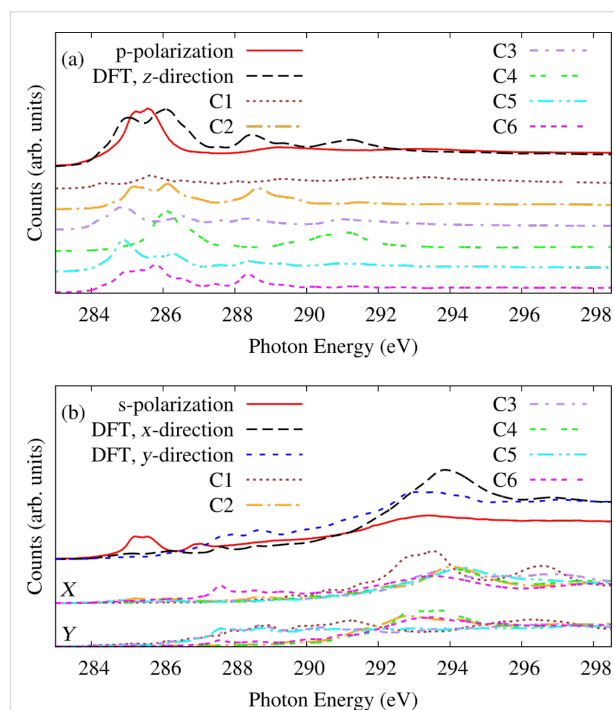 (a)
p-polarization
DFT, z-direction
C1
C2
C3
C4
C5
C6
Counts (arb. units)
284 286 288 290 292 294 296 298
Photon Energy (eV)
(b)
s-polarization
DFT, x-direction
DFT, y-direction
C1
C2
C3
C4
C5
C6
Counts (arb. units)
X
Y
284 286 288 290 292 294 296 298
Photon Energy (eV)